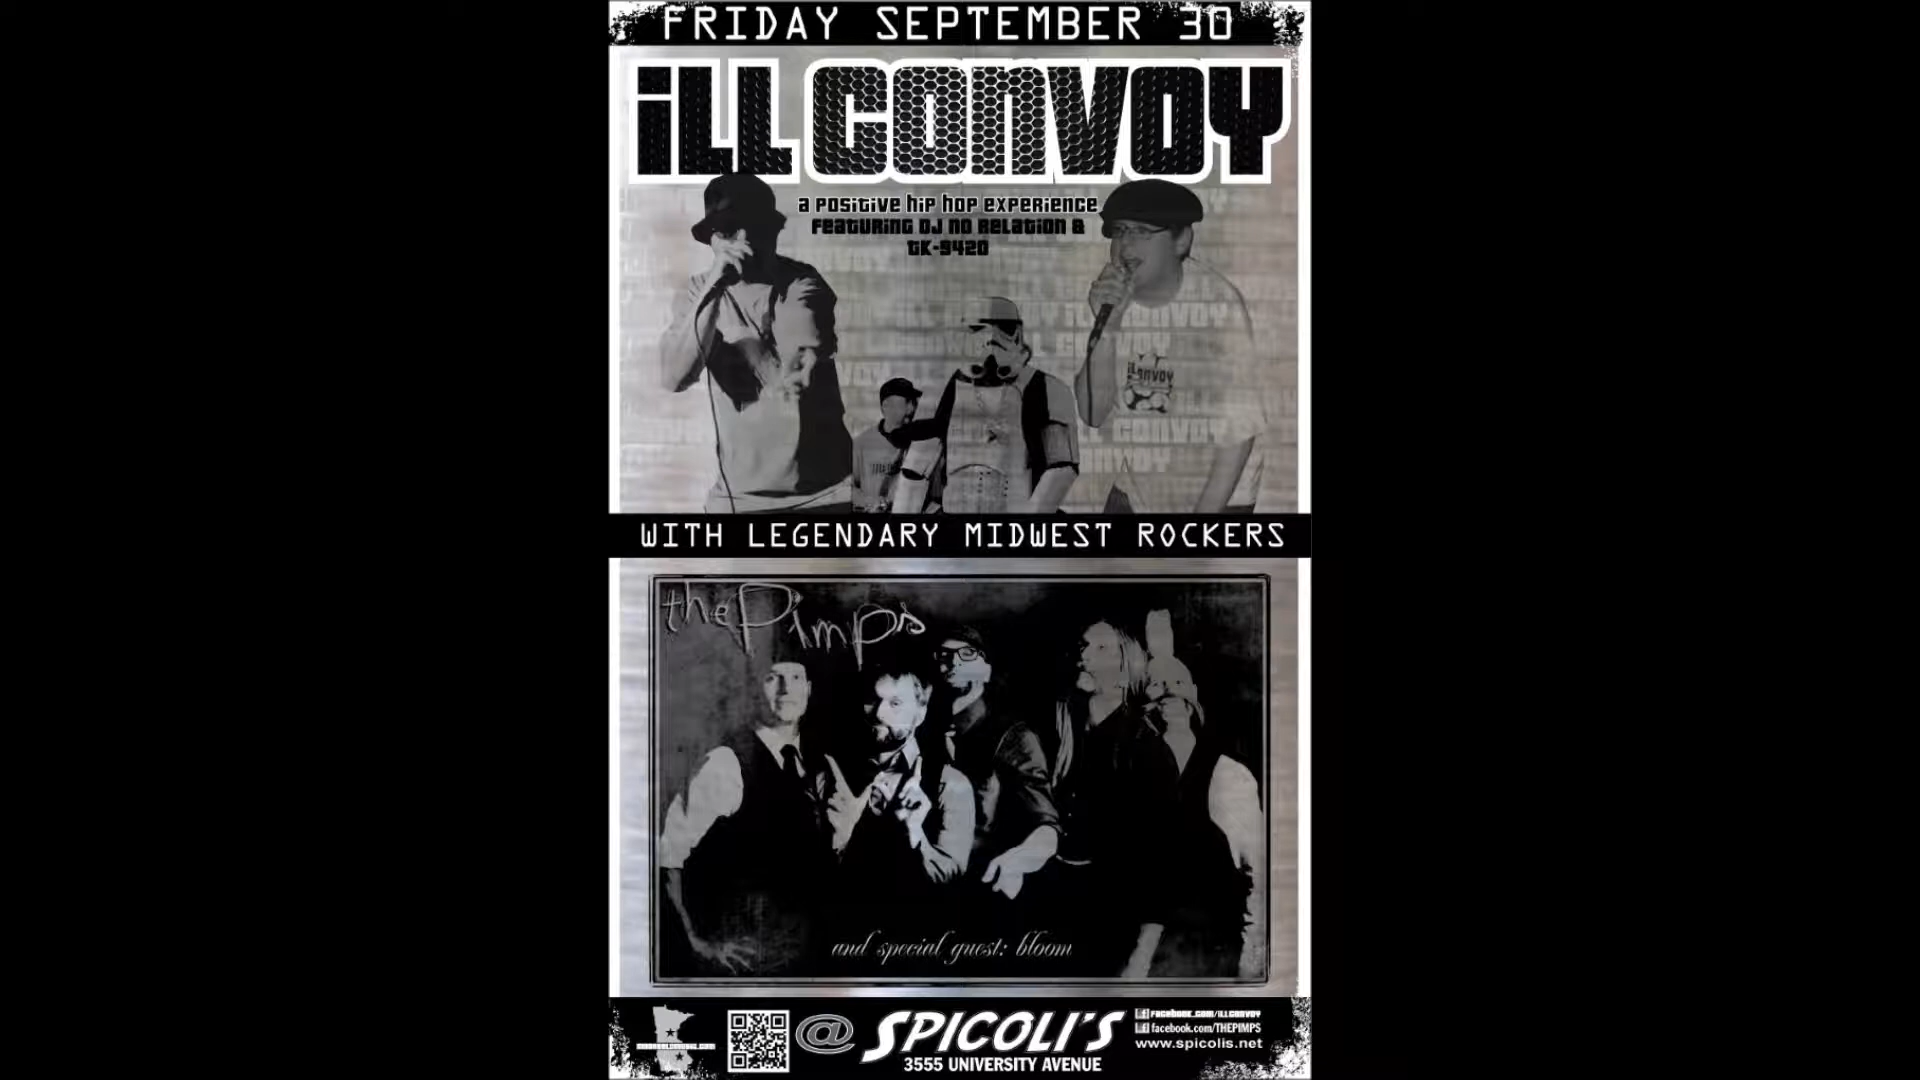 FRIDAY SEPTEMBER 30
iLL CONVOY
a POSitiVE hiP hOP EXPERiENCE
FEATURING DJ NO RELATiON &
TK-9420
WITH LEGENDARY MIDWEST ROCKERS
the Pimps
and special guest: bloom
@ SPICOLI'S
3555 UNIVERSITY AVENUE
facebook.com/illconvoy
facebook.com/THEPIMPS
www.spicolis.net